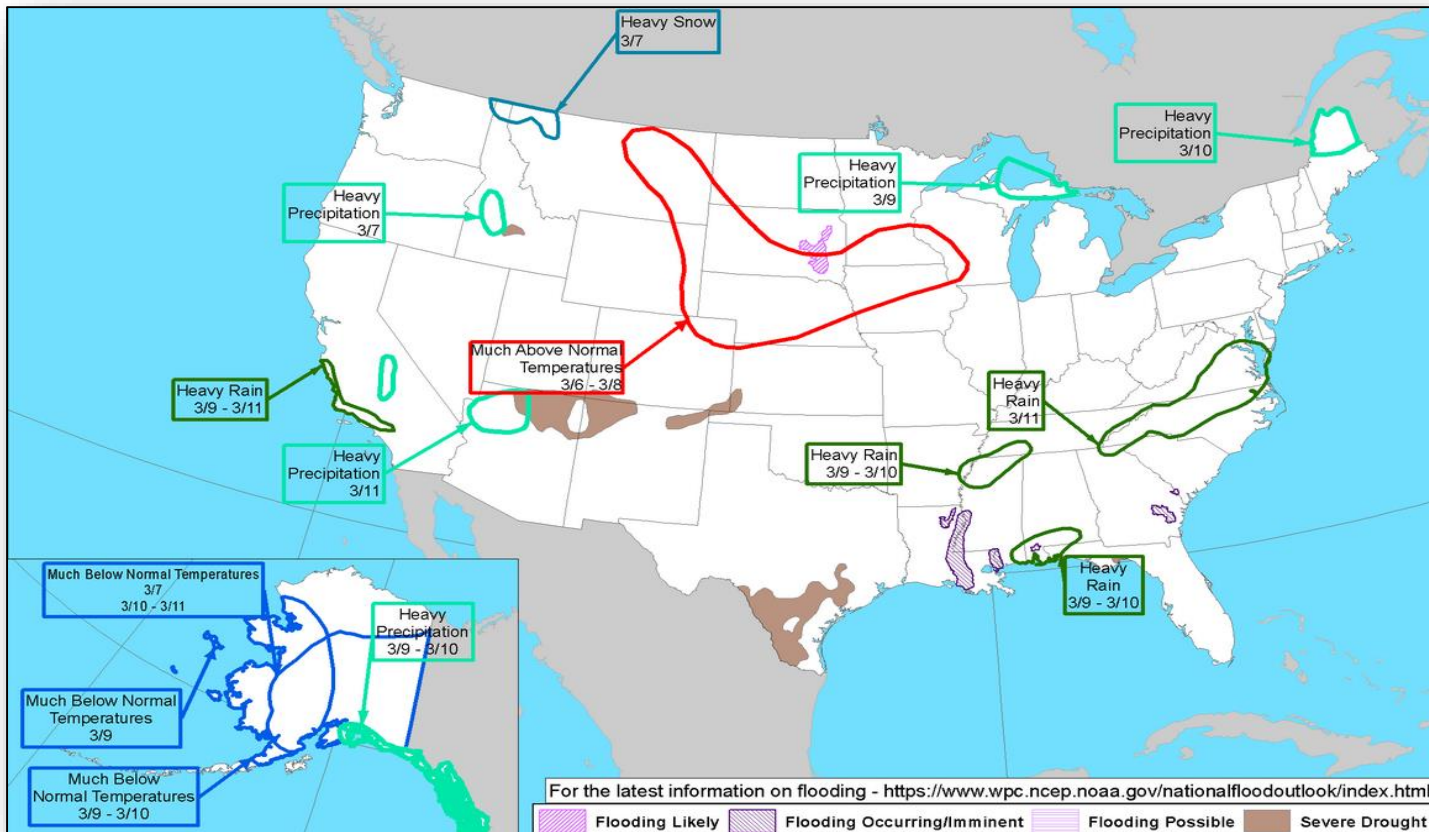 Heavy Snow
3/7
Heavy
Precipitation
3/10
Heavy
Precipitation
3/9
Heavy
Precipitation
3/7
Much Above Normal
Temperatures
3/6 - 3/8
Heavy Rain
3/9 - 3/11
Heavy
Rain
3/11
Heavy Rain
3/9 - 3/10
Heavy
Precipitation
3/11
Heavy
Rain
3/9 - 3/10
Much Below Normal Temperatures
3/7
3/10 - 3/11
Heavy
Precipitation
3/9 - 3/10
Much Below Normal
Temperatures
3/9
Much Below
Normal Temperatures
3/9 - 3/10
For the latest information on flooding - https://www.wpc.ncep.noaa.gov/nationalfloodoutlook/index.html
Flooding Likely Flooding Occurring/Imminent Flooding Possible Severe Drought